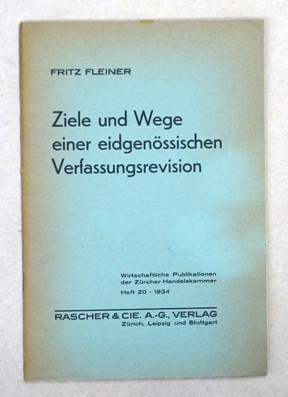 FRITZ FLEINER
Ziele und Wege
einer eidgenössischen
Verfassungsrevision
Wirtschaftliche Publikationen
der Zürcher Handelskammer
Heft 20 - 1934
RASCHER & CIE. A.-G., VERLAG
Zürich, Leipzig und Stuttgart